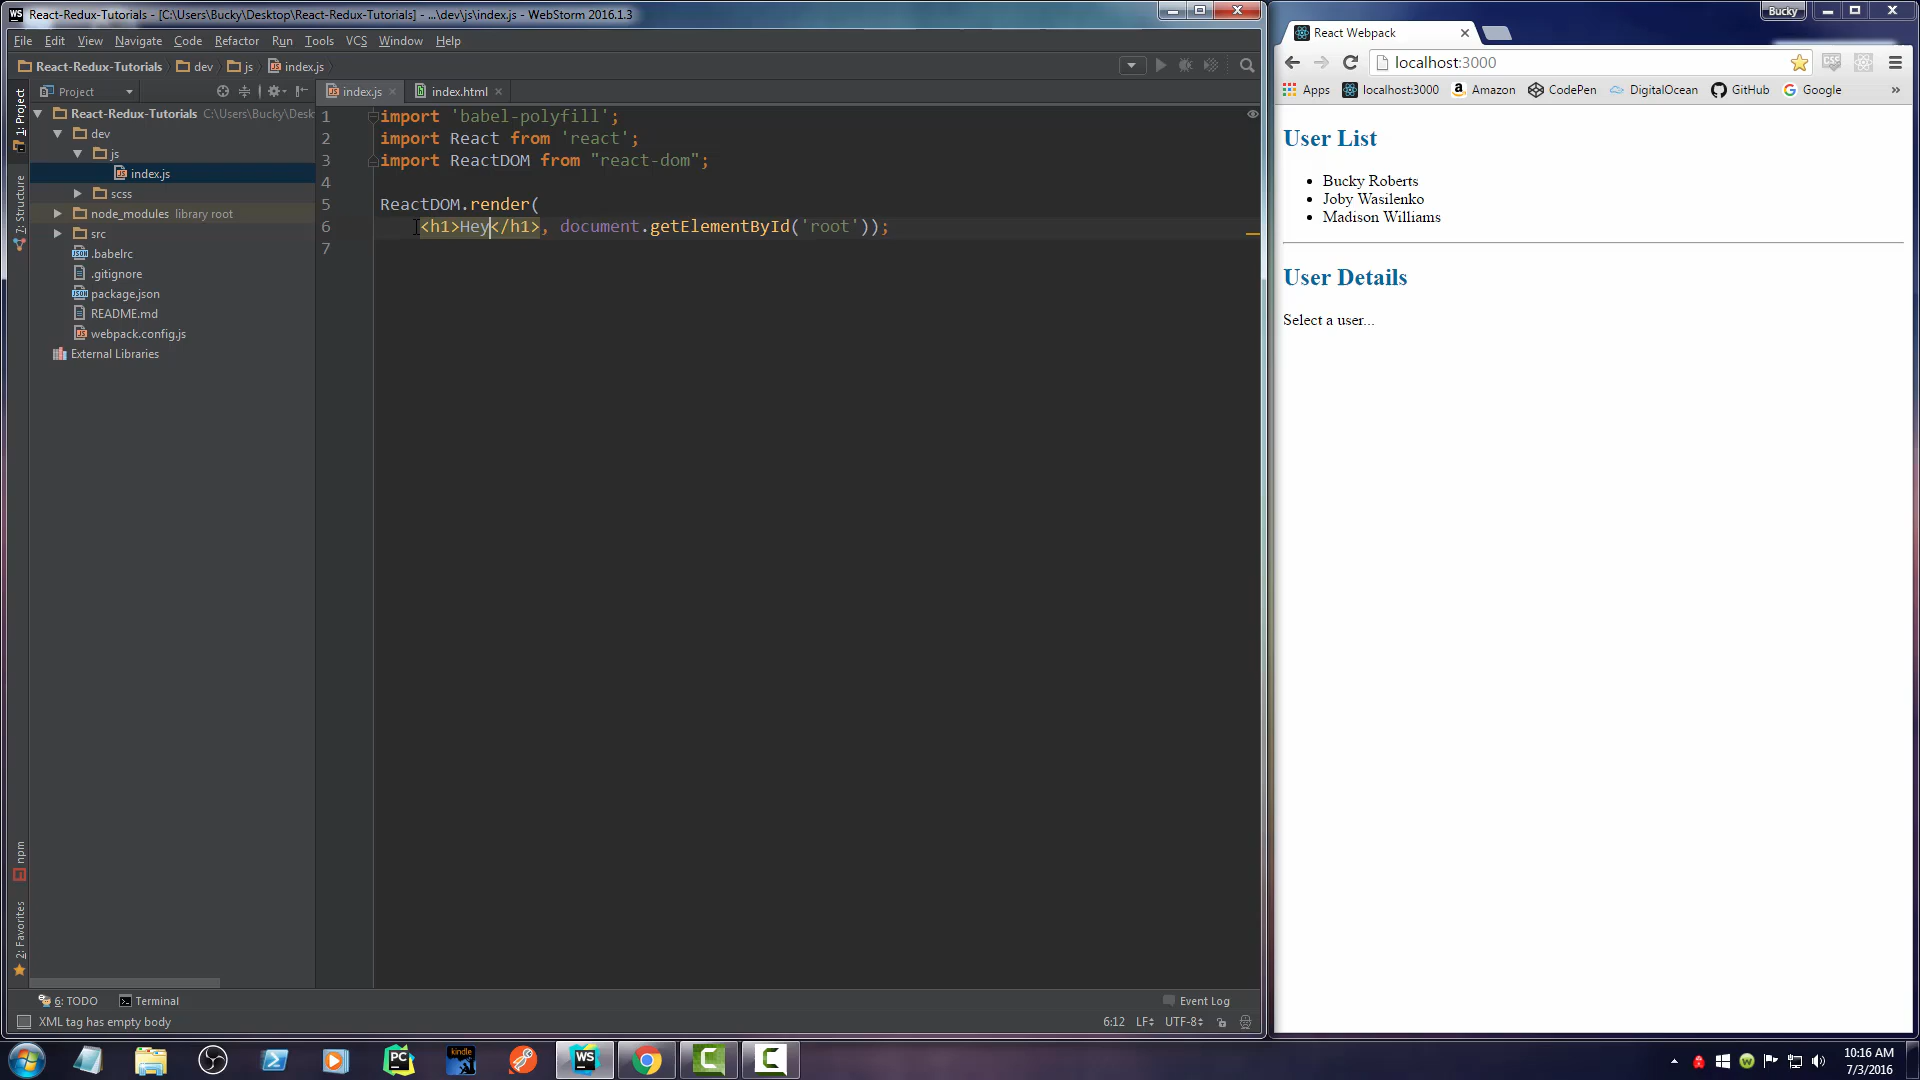 React-Redux-Tutorials - [C:\Users\Bucky\Desktop\React-Redux-Tutorials] - ...\dev\js\index.js - WebStorm 2016.1.3
File Edit View Navigate Code Refactor Run Tools VCS Window Help
React-Redux-Tutorials dev js index.js
Project
index.js
index.html
1: Project
7: Structure
npm
2: Favorites
React-Redux-Tutorials C:\Users\Bucky\Desk
dev
js
index.js
scss
node_modules library root
src
.babelrc
.gitignore
package.json
README.md
webpack.config.js
External Libraries
1 import 'babel-polyfill';
2 import React from 'react';
3 import ReactDOM from "react-dom";
4
5 ReactDOM.render(
6 <h1>Hey</h1>, document.getElementById('root'));
7
6: TODO Terminal
Event Log
XML tag has empty body
6:12 LF UTF-8
Bucky
React Webpack
localhost:3000
Apps localhost:3000 Amazon CodePen DigitalOcean GitHub Google »
User List
Bucky Roberts
Joby Wasilenko
Madison Williams
User Details
Select a user...
WS
PC
kindle
WS
10:16 AM
7/3/2016